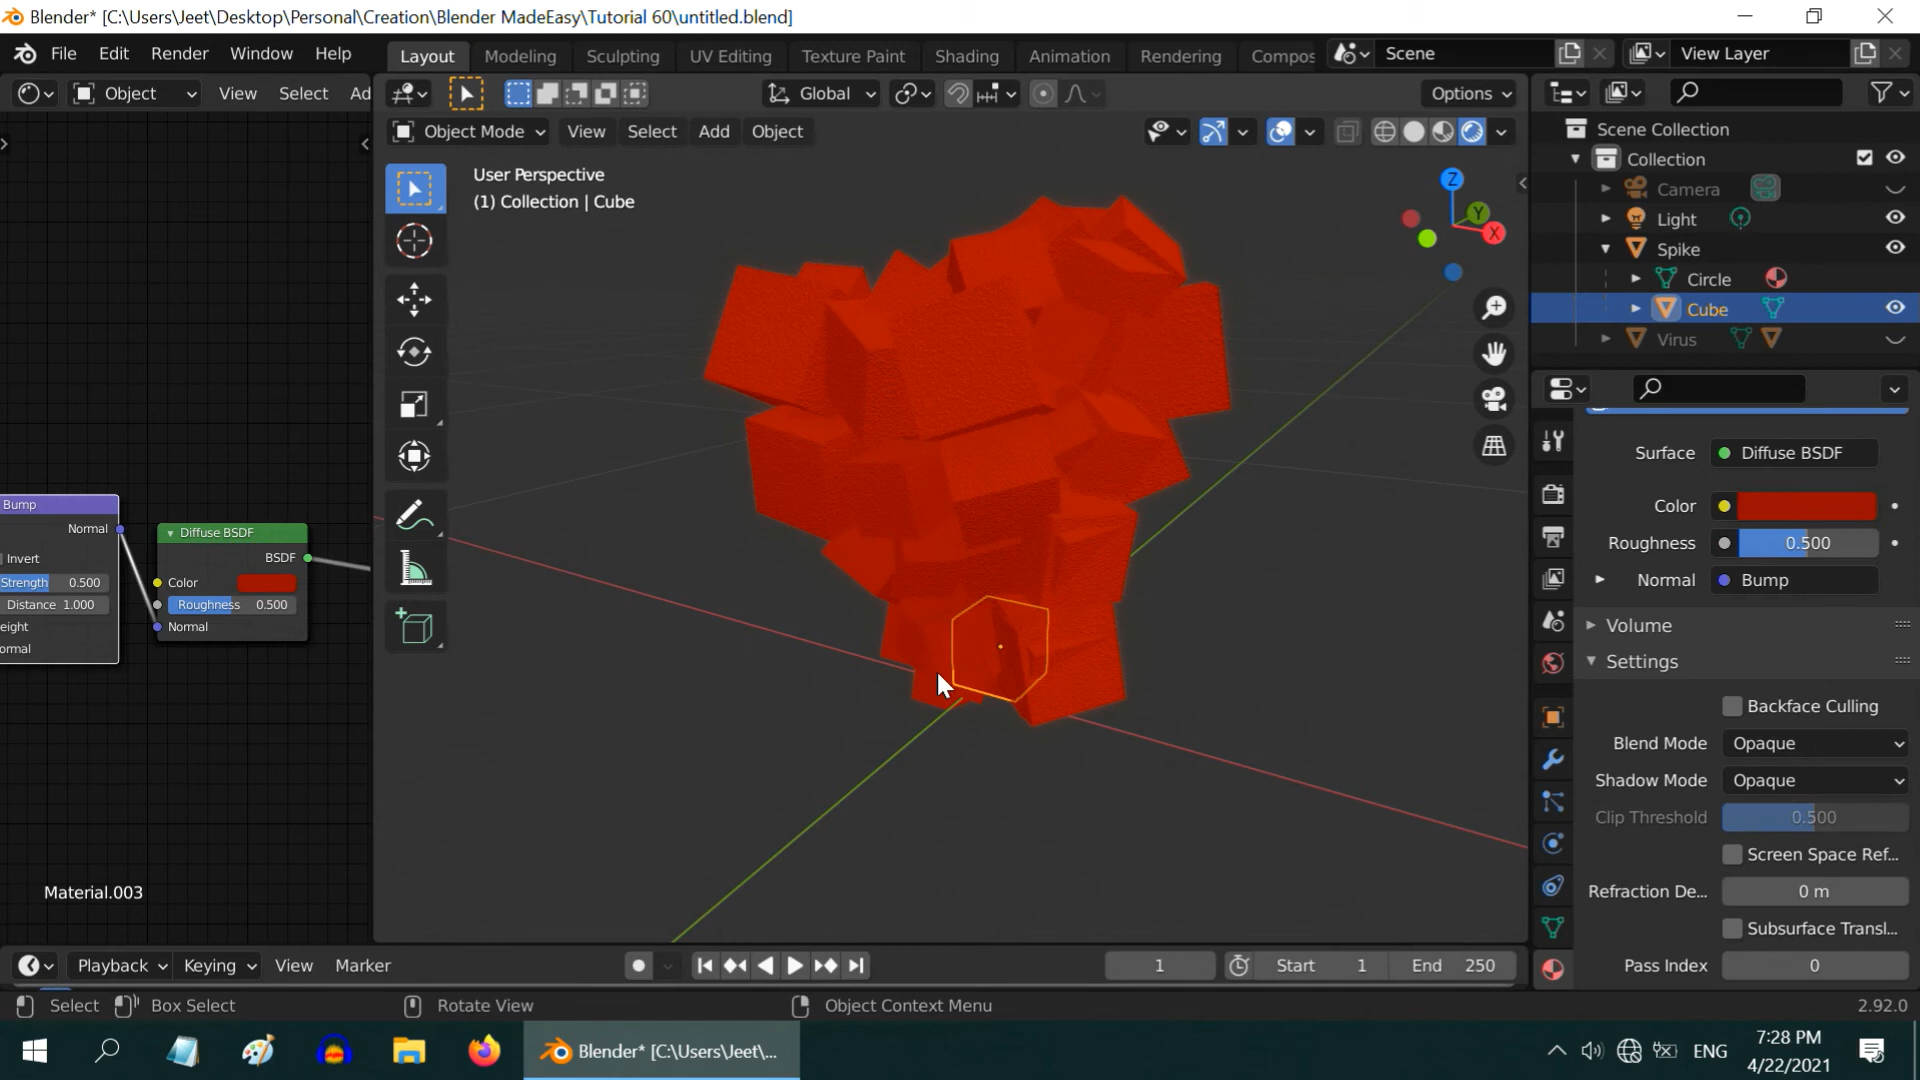 Blender* [C:\Users\Jeet\Desktop\Personal\Creation\Blender MadeEasy\Tutorial 60\untitled.blend]
File Edit Render Window Help Layout Modeling Sculpting UV Editing Texture Paint Shading Animation Rendering Compos Scene View Layer
Object View Select Ad Global Options
Object Mode View Select Add Object
User Perspective
(1) Collection | Cube
Z
Y
X
Scene Collection
Collection
Camera
Light
Spike
Circle
Cube
Virus
Bump
Normal
Invert
Strength 0.500
Distance 1.000
eight
ormal
Diffuse BSDF
BSDF
Color
Roughness 0.500
Normal
Material.003
Surface Diffuse BSDF
Color
Roughness 0.500
Normal Bump
Volume
Settings
Backface Culling
Blend Mode Opaque
Shadow Mode Opaque
Clip Threshold 0.500
Screen Space Ref...
Refraction De... 0 m
Subsurface Transl...
Pass Index 0
Playback Keying View Marker 1 Start 1 End 250
Select Box Select Rotate View Object Context Menu 2.92.0
Blender* [C:\Users\Jeet\...
ENG
7:28 PM
4/22/2021